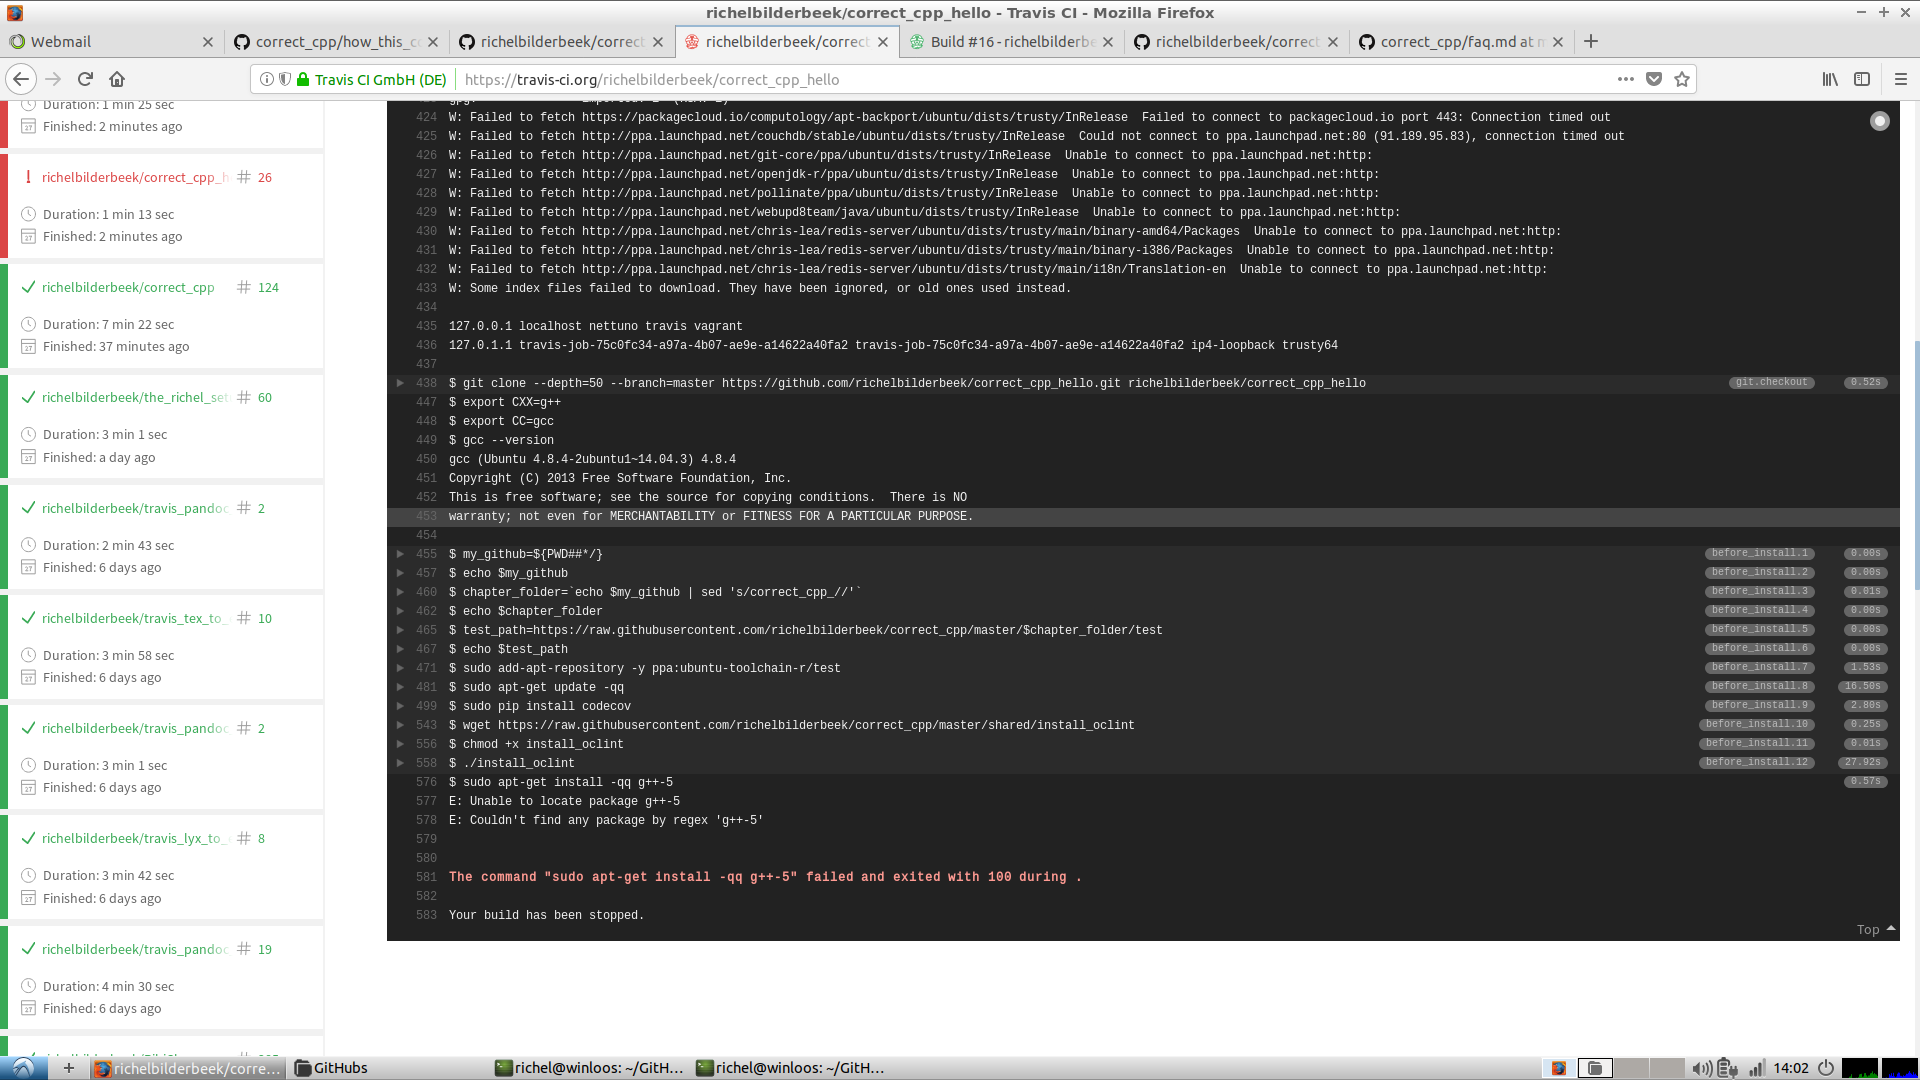 richelbilderbeek/correct_cpp_hello - Travis CI - Mozilla Firefox
Webmail
correct_cpp/how_this_c
richelbilderbeek/correct
richelbilderbeek/correct
Build #16 - richelbilderbe
richelbilderbeek/correct
correct_cpp/faq.md at m
Travis CI GmbH (DE)
https://travis-ci.org/richelbilderbeek/correct_cpp_hello
Duration: 1 min 25 sec
Finished: 2 minutes ago
! richelbilderbeek/correct_cpp_h # 26
Duration: 1 min 13 sec
Finished: 2 minutes ago
richelbilderbeek/correct_cpp # 124
Duration: 7 min 22 sec
Finished: 37 minutes ago
richelbilderbeek/the_richel_set # 60
Duration: 3 min 1 sec
Finished: a day ago
richelbilderbeek/travis_pandoc # 2
Duration: 2 min 43 sec
Finished: 6 days ago
richelbilderbeek/travis_tex_to_ # 10
Duration: 3 min 58 sec
Finished: 6 days ago
richelbilderbeek/travis_pandoc # 2
Duration: 3 min 1 sec
Finished: 6 days ago
richelbilderbeek/travis_lyx_to_ # 8
Duration: 3 min 42 sec
Finished: 6 days ago
richelbilderbeek/travis_pandoc # 19
Duration: 4 min 30 sec
Finished: 6 days ago
424 W: Failed to fetch https://packagecloud.io/computology/apt-backport/ubuntu/dists/trusty/InRelease  Failed to connect to packagecloud.io port 443: Connection timed out
425 W: Failed to fetch http://ppa.launchpad.net/couchdb/stable/ubuntu/dists/trusty/InRelease  Could not connect to ppa.launchpad.net:80 (91.189.95.83), connection timed out
426 W: Failed to fetch http://ppa.launchpad.net/git-core/ppa/ubuntu/dists/trusty/InRelease  Unable to connect to ppa.launchpad.net:http:
427 W: Failed to fetch http://ppa.launchpad.net/openjdk-r/ppa/ubuntu/dists/trusty/InRelease  Unable to connect to ppa.launchpad.net:http:
428 W: Failed to fetch http://ppa.launchpad.net/pollinate/ppa/ubuntu/dists/trusty/InRelease  Unable to connect to ppa.launchpad.net:http:
429 W: Failed to fetch http://ppa.launchpad.net/webupd8team/java/ubuntu/dists/trusty/InRelease  Unable to connect to ppa.launchpad.net:http:
430 W: Failed to fetch http://ppa.launchpad.net/chris-lea/redis-server/ubuntu/dists/trusty/main/binary-amd64/Packages  Unable to connect to ppa.launchpad.net:http:
431 W: Failed to fetch http://ppa.launchpad.net/chris-lea/redis-server/ubuntu/dists/trusty/main/binary-i386/Packages  Unable to connect to ppa.launchpad.net:http:
432 W: Failed to fetch http://ppa.launchpad.net/chris-lea/redis-server/ubuntu/dists/trusty/main/i18n/Translation-en  Unable to connect to ppa.launchpad.net:http:
433 W: Some index files failed to download. They have been ignored, or old ones used instead.
434
435 127.0.0.1 localhost nettuno travis vagrant
436 127.0.1.1 travis-job-75c0fc34-a97a-4b07-ae9e-a14622a40fa2 travis-job-75c0fc34-a97a-4b07-ae9e-a14622a40fa2 ip4-loopback trusty64
437
438 $ git clone --depth=50 --branch=master https://github.com/richelbilderbeek/correct_cpp_hello.git richelbilderbeek/correct_cpp_hello git.checkout 0.52s
447 $ export CXX=g++
448 $ export CC=gcc
449 $ gcc --version
450 gcc (Ubuntu 4.8.4-2ubuntu1~14.04.3) 4.8.4
451 Copyright (C) 2013 Free Software Foundation, Inc.
452 This is free software; see the source for copying conditions.  There is NO
453 warranty; not even for MERCHANTABILITY or FITNESS FOR A PARTICULAR PURPOSE.
454
455 $ my_github=${PWD##*/} before_install.1 0.00s
457 $ echo $my_github before_install.2 0.00s
460 $ chapter_folder=`echo $my_github | sed 's/correct_cpp_//'` before_install.3 0.01s
462 $ echo $chapter_folder before_install.4 0.00s
465 $ test_path=https://raw.githubusercontent.com/richelbilderbeek/correct_cpp/master/$chapter_folder/test before_install.5 0.00s
467 $ echo $test_path before_install.6 0.00s
471 $ sudo add-apt-repository -y ppa:ubuntu-toolchain-r/test before_install.7 1.53s
481 $ sudo apt-get update -qq before_install.8 16.50s
499 $ sudo pip install codecov before_install.9 2.80s
543 $ wget https://raw.githubusercontent.com/richelbilderbeek/correct_cpp/master/shared/install_oclint before_install.10 0.25s
556 $ chmod +x install_oclint before_install.11 0.01s
558 $ ./install_oclint before_install.12 27.92s
576 $ sudo apt-get install -qq g++-5 0.57s
577 E: Unable to locate package g++-5
578 E: Couldn't find any package by regex 'g++-5'
579
580
581 The command "sudo apt-get install -qq g++-5" failed and exited with 100 during .
582
583 Your build has been stopped.
Top
richelbilderbeek/corre...
GitHubs
richel@winloos: ~/GitH...
richel@winloos: ~/GitH...
14:02